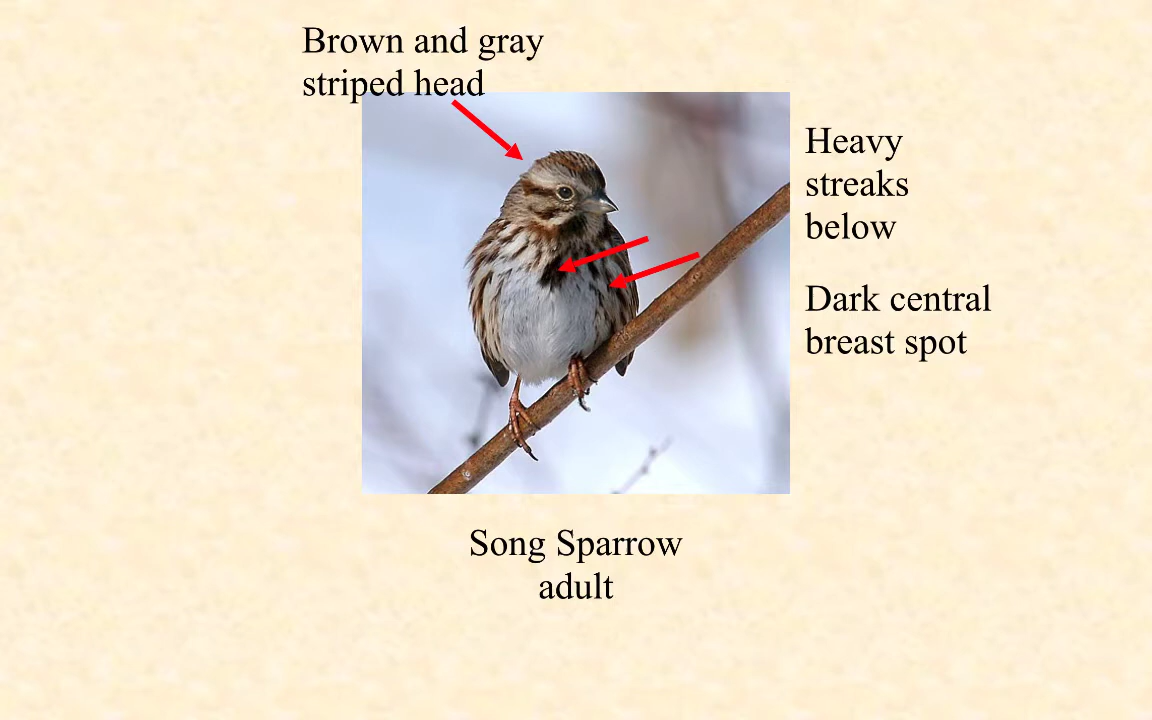 Brown and gray
striped head
Heavy
streaks
below
Dark central
breast spot
Song Sparrow
adult